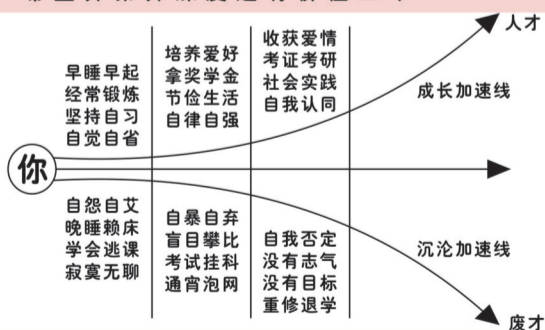 人才
收获爱情
考证考研
社会实践
自我认同
培养爱好
拿奖学金
节俭生活
自律自强
早睡早起
经常锻炼
坚持自习
自觉自省
成长加速线
你
自怨自艾
晚睡赖床
学会逃课
寂寞无聊
自暴自弃
盲目攀比
考试挂科
通宵泡网
自我否定
没有志气
没有目标
重修退学
沉沦加速线
废才